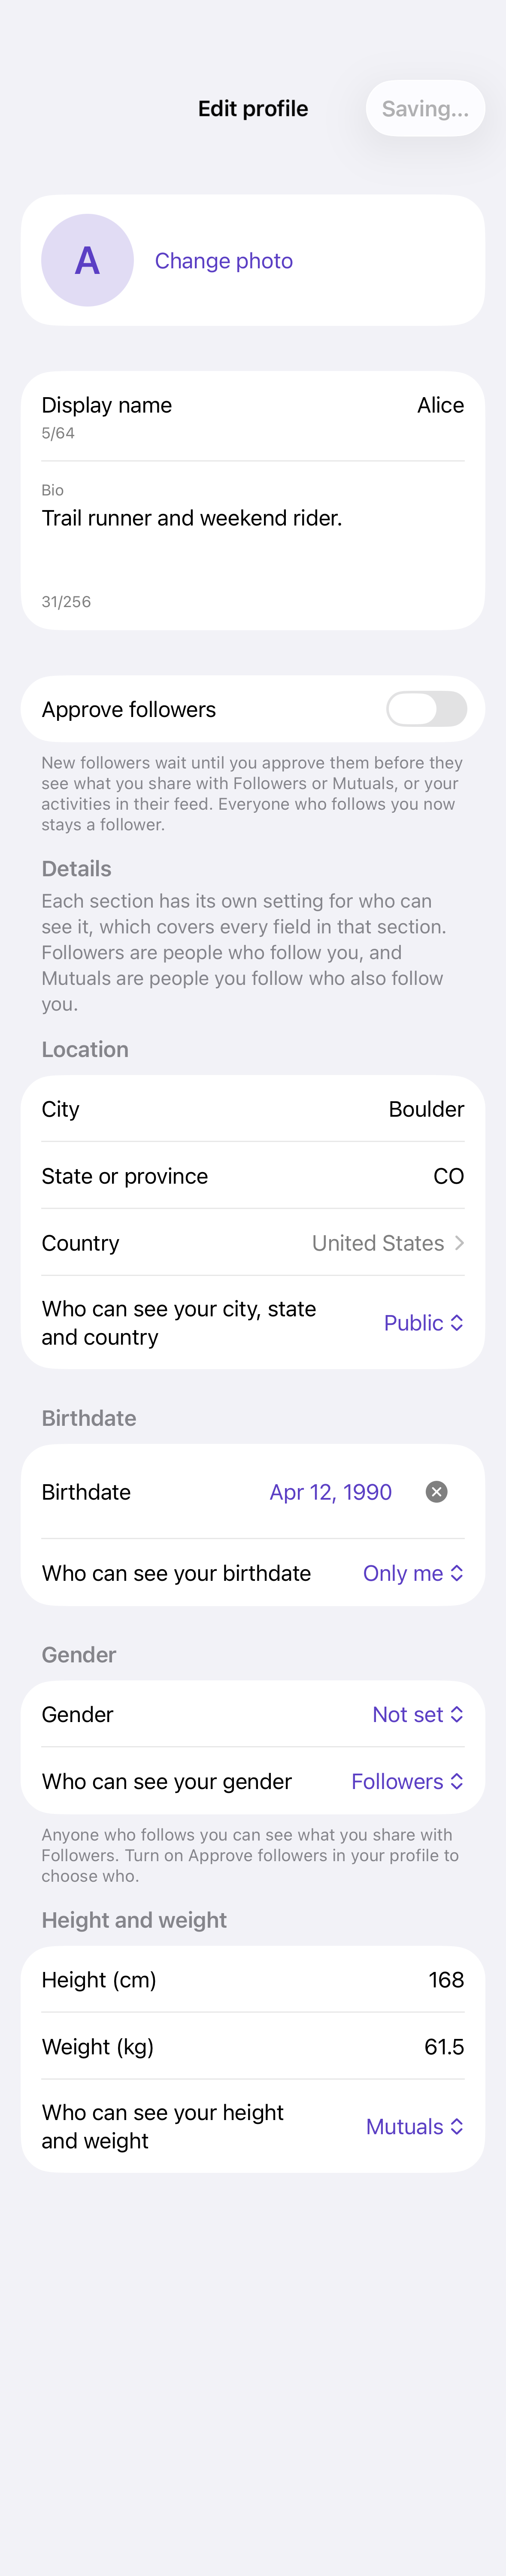 Edit profile
Saving...
A
Change photo
Display name
Alice
5/64
Bio
Trail runner and weekend rider.
31/256
Approve followers
New followers wait until you approve them before they
see what you share with Followers or Mutuals, or your
activities in their feed. Everyone who follows you now
stays a follower.
Details
Each section has its own setting for who can
see it, which covers every field in that section.
Followers are people who follow you, and
Mutuals are people you follow who also follow
you.
Location
City
Boulder
State or province
CO
Country
United States
Who can see your city, state
and country
Public
Birthdate
Birthdate
Apr 12, 1990
Who can see your birthdate
Only me
Gender
Gender
Not set
Who can see your gender
Followers
Anyone who follows you can see what you share with
Followers. Turn on Approve followers in your profile to
choose who.
Height and weight
Height (cm)
168
Weight (kg)
61.5
Who can see your height
and weight
Mutuals